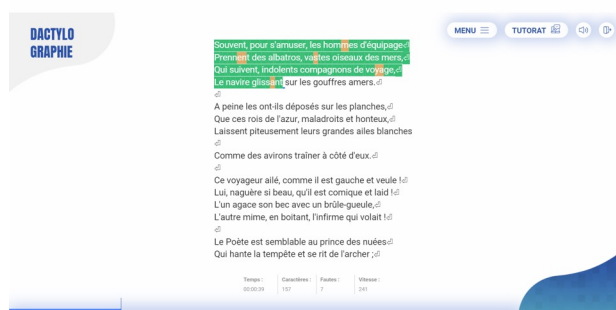 DACTYLO
GRAPHIE
MENU
TUTORAT
Souvent, pour s'amuser, les hommes d'équipage⏎
Prennent des albatros, vastes oiseaux des mers,⏎
Qui suivent, indolents compagnons de voyage,⏎
Le navire glissant sur les gouffres amers.⏎
⏎
A peine les ont-ils déposés sur les planches,⏎
Que ces rois de l'azur, maladroits et honteux,⏎
Laissent piteusement leurs grandes ailes blanches
⏎
Comme des avirons traîner à côté d'eux.⏎
⏎
Ce voyageur ailé, comme il est gauche et veule !⏎
Lui, naguère si beau, qu'il est comique et laid !⏎
L'un agace son bec avec un brûle-gueule,⏎
L'autre mime, en boitant, l'infirme qui volait !⏎
⏎
Le Poète est semblable au prince des nuées⏎
Qui hante la tempête et se rit de l'archer ;⏎
Temps : Caractères : Fautes : Vitesse :
00:00:39 157 7 241